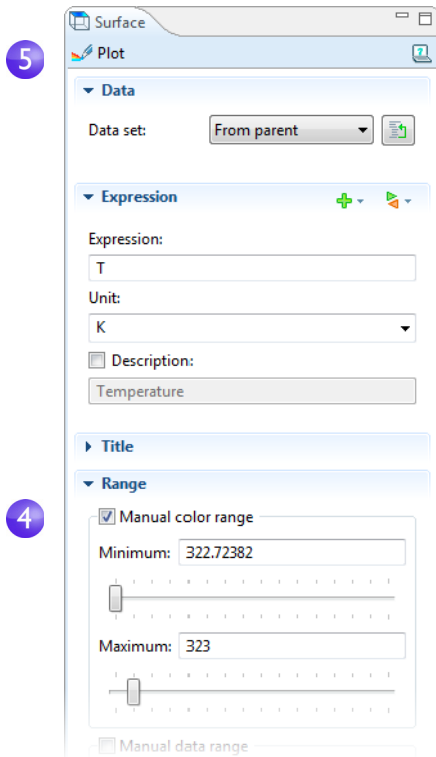 Surface
5
Plot
Data
Data set: From parent
Expression
Expression:
T
Unit:
K
Description:
Temperature
Title
Range
4
Manual color range
Minimum: 322.72382
Maximum: 323
Manual data range